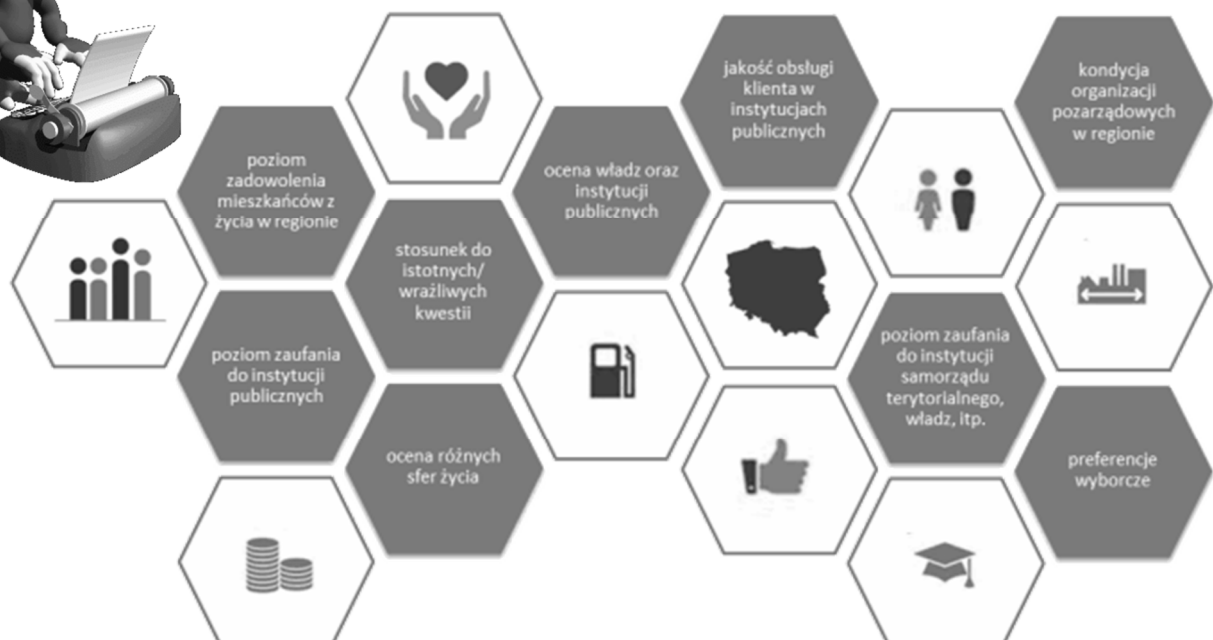 poziom
zadowolenia
mieszkańców z
życia w regionie
poziom zaufania
do instytucji
publicznych
stosunek do
istotnych/
wrażliwych
kwestii
ocena różnych
sfer życia
ocena władz oraz
instytucji
publicznych
jakość obsługi
klienta w
instytucjach
publicznych
poziom zaufania
do instytucji
samorządu
terytorialnego,
władz, itp.
kondycja
organizacji
pozarządowych
w regionie
preferencje
wyborcze